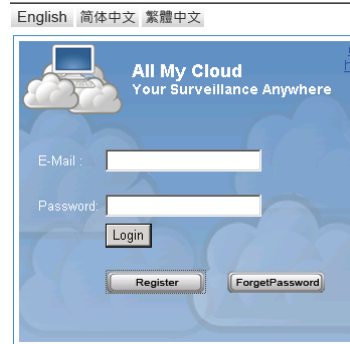 English 简体中文 繁體中文
All My Cloud
Your Surveillance Anywhere
E-Mail :
Password:
Login
Register ForgetPassword